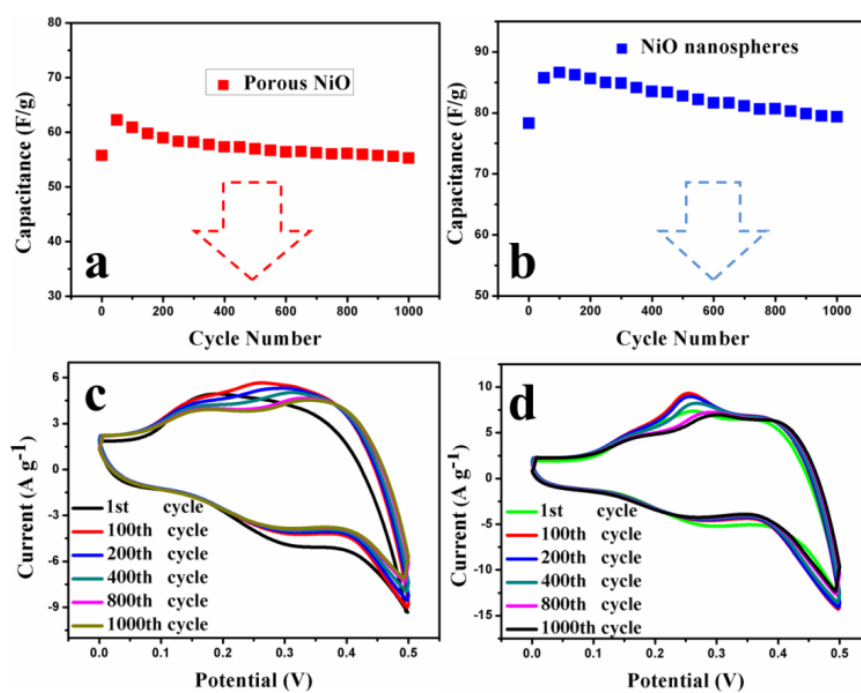 80
70
60
50
40
30
Capacitance (F/g)
Porous NiO
a
0 200 400 600 800 1000
Cycle Number
95
90
80
70
60
50
Capacitance (F/g)
NiO nanospheres
b
0 200 400 600 800 1000
Cycle Number
6
3
0
-3
-6
-9
Current (A g⁻¹)
c
1st cycle
100th cycle
200th cycle
400th cycle
800th cycle
1000th cycle
0.0 0.1 0.2 0.3 0.4 0.5
Potential (V)
15
10
5
0
-5
-10
-15
Current (A g⁻¹)
d
1st cycle
100th cycle
200th cycle
400th cycle
800th cycle
1000th cycle
0.0 0.1 0.2 0.3 0.4 0.5
Potential (V)